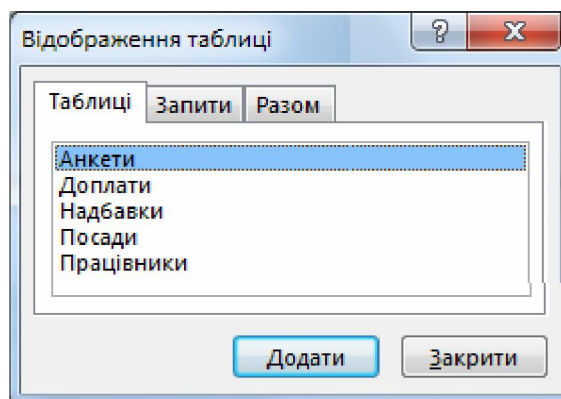 Відображення таблиці
Таблиці Запити Разом
Анкети
Доплати
Надбавки
Посади
Працівники
Додати Закрити